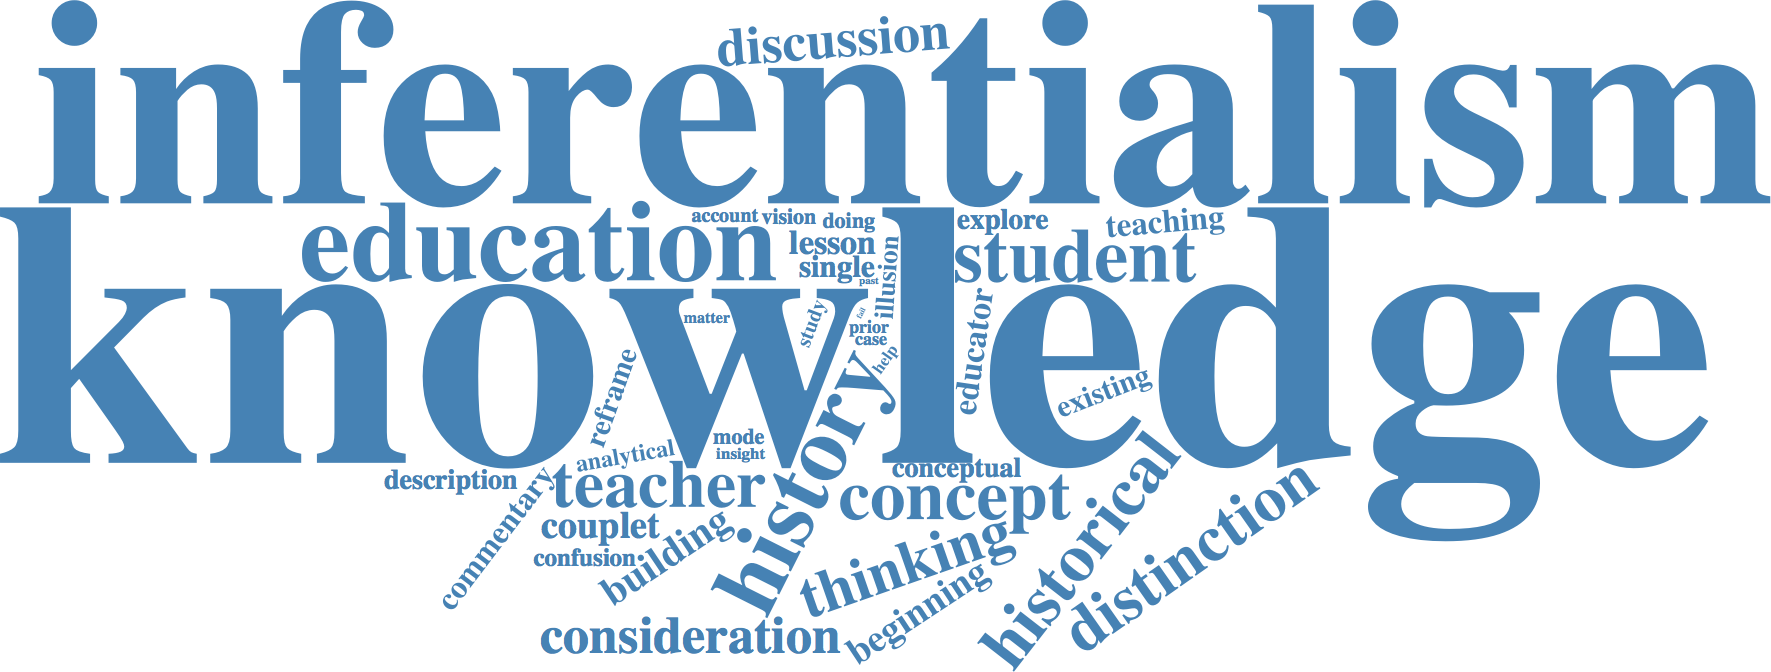 inferentialism
discussion
knowledge
education
account
vision
doing
explore
teaching
lesson
student
single
past
illusion
matter
study
fail
prior
case
help
educator
existing
reframe
history
mode
insight
analytical
description
conceptual
teacher
concept
commentary
couplet
confusion
building
thinking
historical
distinction
beginning
consideration